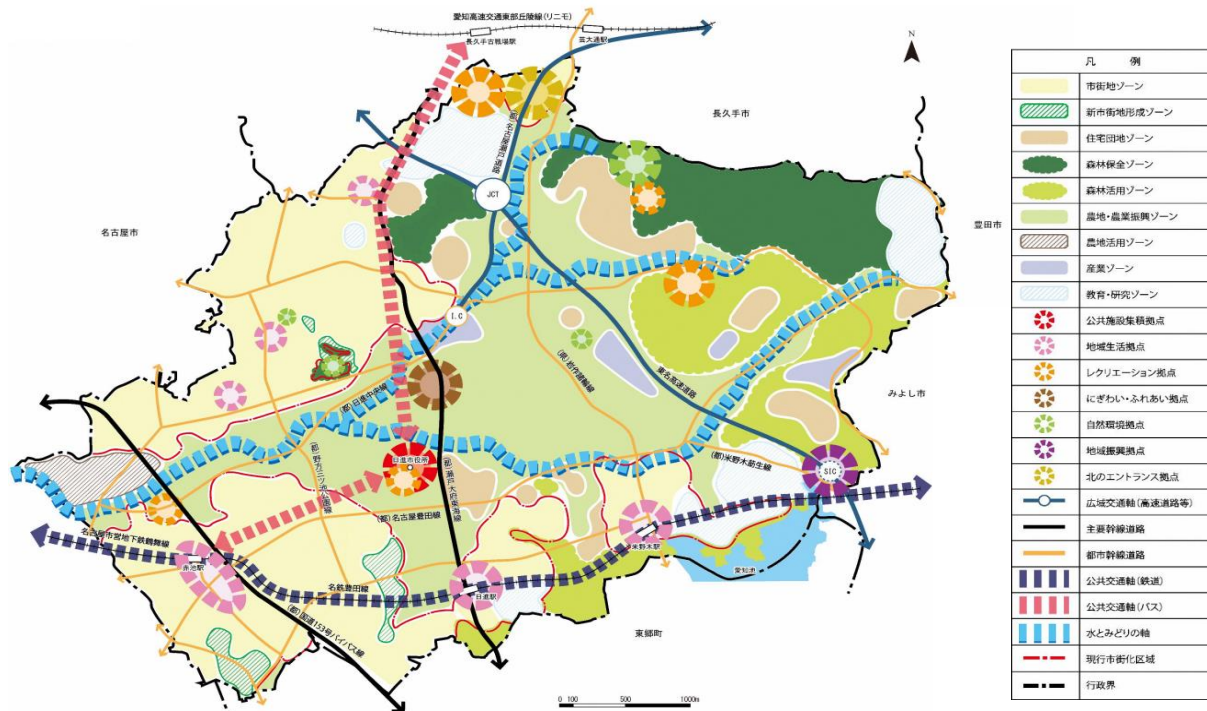 愛知高速交通東部丘陵線(リニモ)
長久手古戦場駅
芸大通駅
N
長久手市
名古屋市
豊田市
みよし市
東郷町
(都)名古屋瀬戸道路
JCT
I.C
(都)日進中央線
(県)岩作諸輪線
東名高速道路
日進市役所
(都)野方三ツ池公園線
(都)瀬戸大府東海線
(都)米野木莇生線
SIC
(都)名古屋豊田線
名古屋市営地下鉄鶴舞線
赤池駅
名鉄豊田線
日進駅
米野木駅
愛知池
(都)国道153号バイパス線
0 100 500 1000m
凡 例
市街地ゾーン
新市街地形成ゾーン
住宅団地ゾーン
森林保全ゾーン
森林活用ゾーン
農地・農業振興ゾーン
農地活用ゾーン
産業ゾーン
教育・研究ゾーン
公共施設集積拠点
地域生活拠点
レクリエーション拠点
にぎわい・ふれあい拠点
自然環境拠点
地域振興拠点
北のエントランス拠点
広域交通軸(高速道路等)
主要幹線道路
都市幹線道路
公共交通軸(鉄道)
公共交通軸(バス)
水とみどりの軸
現行市街化区域
行政界